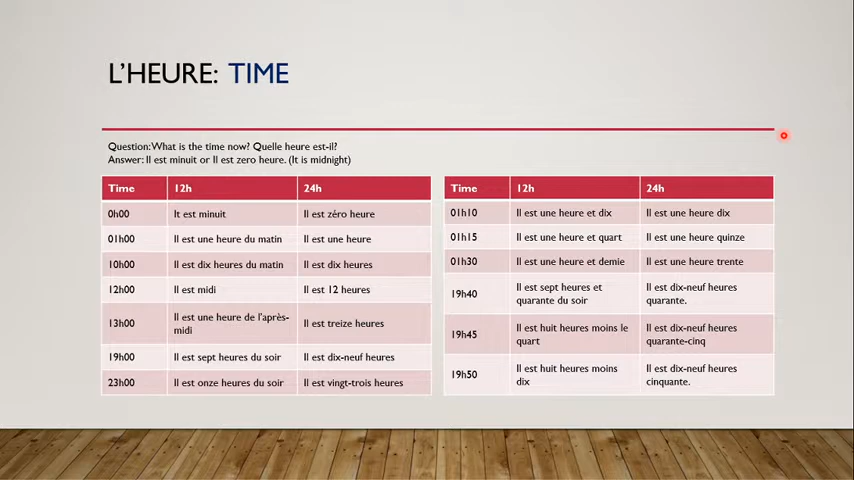 L'HEURE: TIME
Question:What is the time now? Quelle heure est-il?
Answer: Il est minuit or Il est zero heure. (It is midnight)
Time 12h 24h
0h00 It est minuit Il est zéro heure
01h00 Il est une heure du matin Il est une heure
10h00 Il est dix heures du matin Il est dix heures
12h00 Il est midi Il est 12 heures
13h00 Il est une heure de l'après-
midi Il est treize heures
19h00 Il est sept heures du soir Il est dix-neuf heures
23h00 Il est onze heures du soir Il est vingt-trois heures
Time 12h 24h
01h10 Il est une heure et dix Il est une heure dix
01h15 Il est une heure et quart Il est une heure quinze
01h30 Il est une heure et demie Il est une heure trente
19h40 Il est sept heures et
quarante du soir Il est dix-neuf heures
quarante.
19h45 Il est huit heures moins le
quart Il est dix-neuf heures
quarante-cinq
19h50 Il est huit heures moins
dix Il est dix-neuf heures
cinquante.